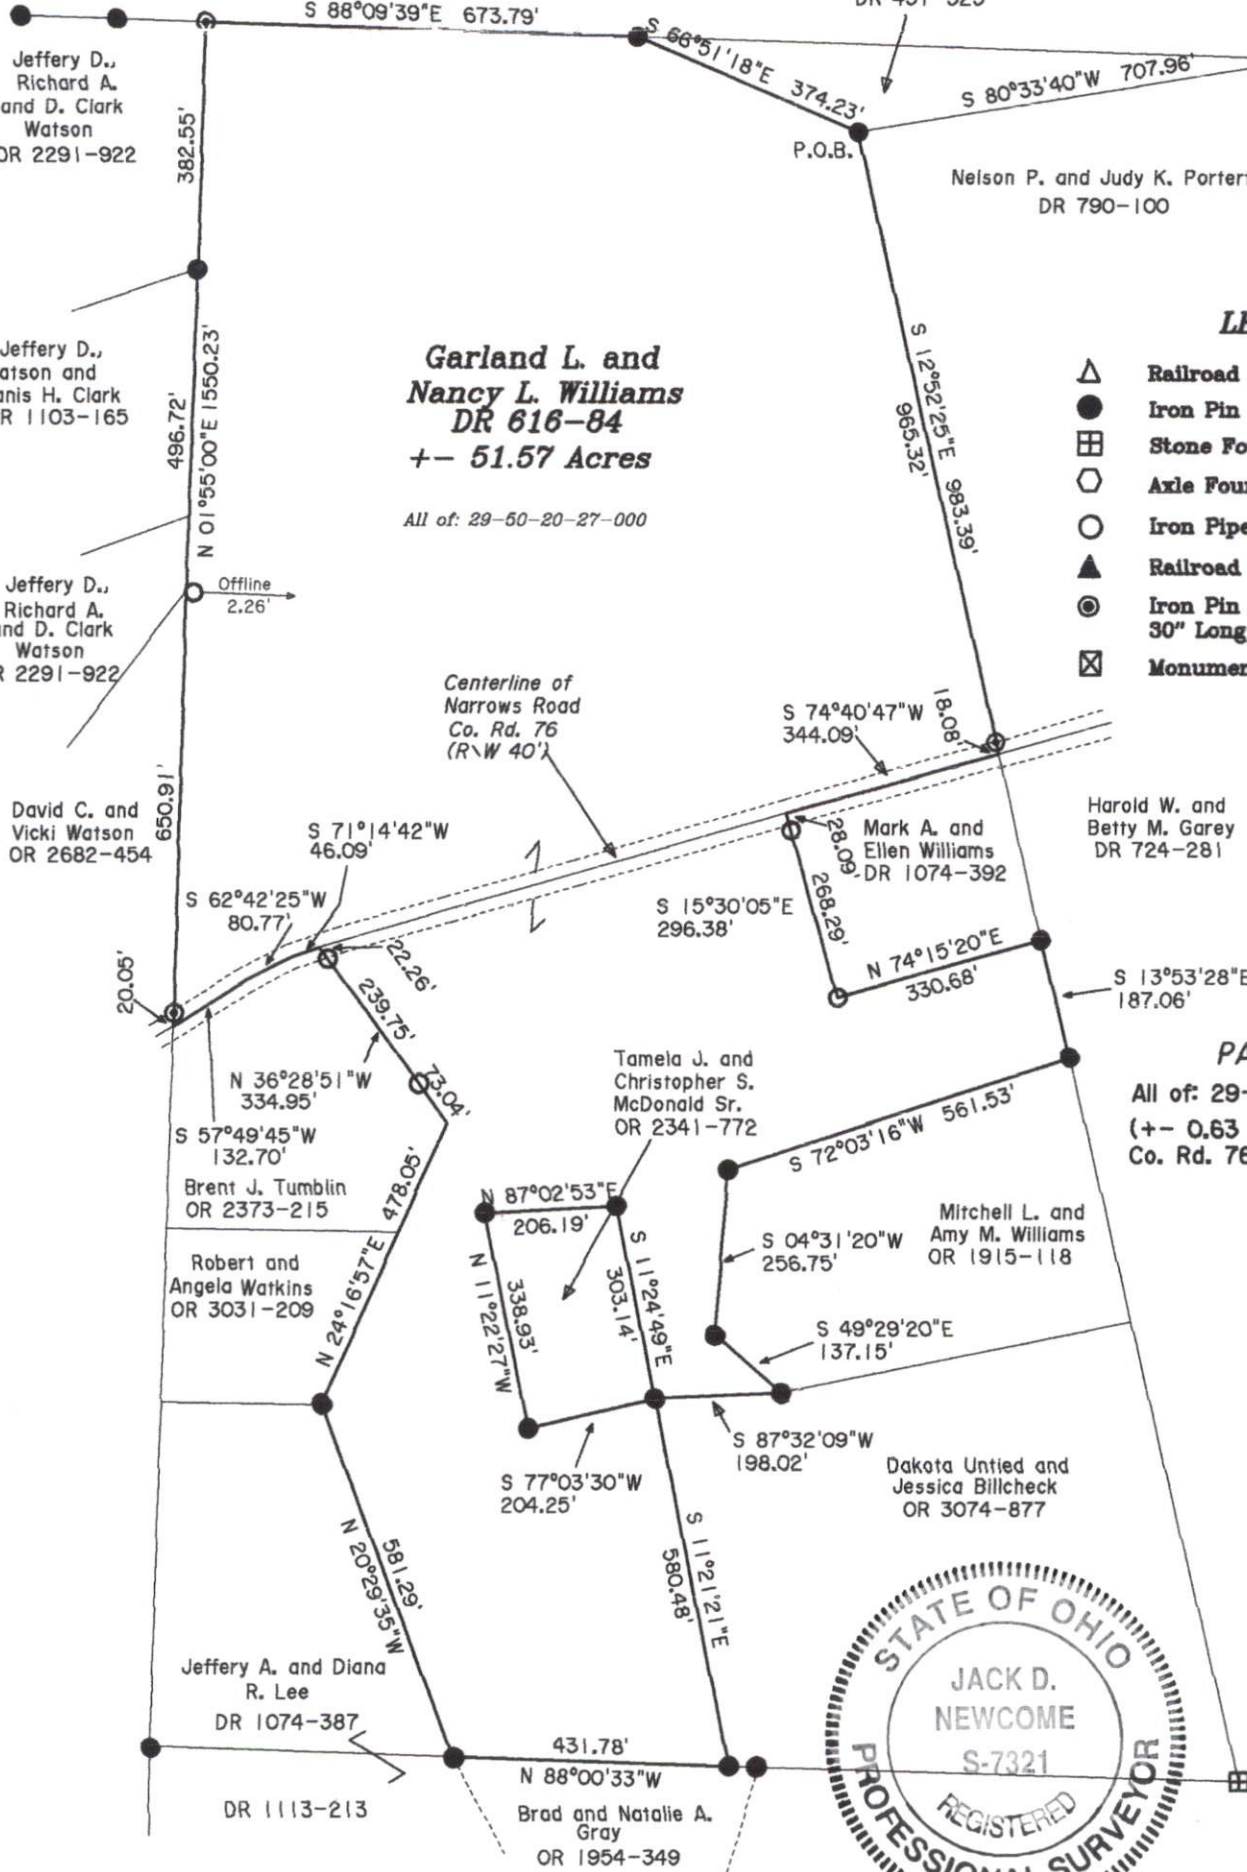 S 88°09'39"E 673.79'
S 66°51'18"E 374.23'
S 80°33'40"W 707.96'
P.O.B.
Jeffery D.,
Richard A.
and D. Clark
Watson
OR 2291-922
382.55'
Nelson P. and Judy K.
DR 790-100
Jeffery D.,
and
H. Clark
1103-165
N 01°55'00"E 1550.23'
496.72'
Garland L. and
Nancy L. Williams
DR 616-84
+- 51.57 Acres
All of: 29-50-20-27-000
S 12°52'25"E 983.39'
965.32'
Railroad
Iron Pin
Stone
Axle
Iron Pipe
Railroad
Iron Pin
30" Long
Offline
2.26'
Jeffery D.,
Richard A.
and D. Clark
Watson
2291-922
Centerline of
Narrows Road
Co. Rd. 76
(R\W 40')
S 74°40'47"W
344.09'
18.08'
650.91'
David C. and
Vicki Watson
OR 2682-454
S 71°14'42"W
46.09'
S 62°42'25"W
80.77'
28.09'
Mark A. and
Ellen Williams
DR 1074-392
Harold W. and
Betty M. Garey
DR 724-281
S 15°30'05"E
296.38'
268.29'
N 74°15'20"E
330.68'
S 13°53'28"E
187.06'
20.05'
22.26'
239.75'
73.04'
N 36°28'51"W
334.95'
S 57°49'45"W
132.70'
Tamela J. and
Christopher S.
McDonald Sr.
OR 2341-772
All of: 29-
(+- 0.63
Co. Rd. 76
S 72°03'16"W 561.53'
Brent J. Tumblin
OR 2373-215
N 24°16'57"E 478.05'
Robert and
Angela Watkins
OR 3031-209
N 87°02'53"E
206.19'
N 11°22'27"W
338.93'
S 11°24'49"E
303.14'
S 04°31'20"W
256.75'
Mitchell L. and
Amy M. Williams
OR 1915-118
S 49°29'20"E
137.15'
S 87°32'09"W
198.02'
S 77°03'30"W
204.25'
Dakota Untied and
Jessica Billcheck
OR 3074-877
N 20°29'35"W
581.29'
S 11°21'21"E
580.48'
Jeffery A. and Diana
R. Lee
DR 1074-387
431.78'
N 88°00'33"W
DR 1113-213
Brad and Natalie A.
Gray
OR 1954-349
STATE OF OHIO
JACK D.
NEWCOME
S-7321
REGISTERED
PROFESSIONAL SURVEYOR